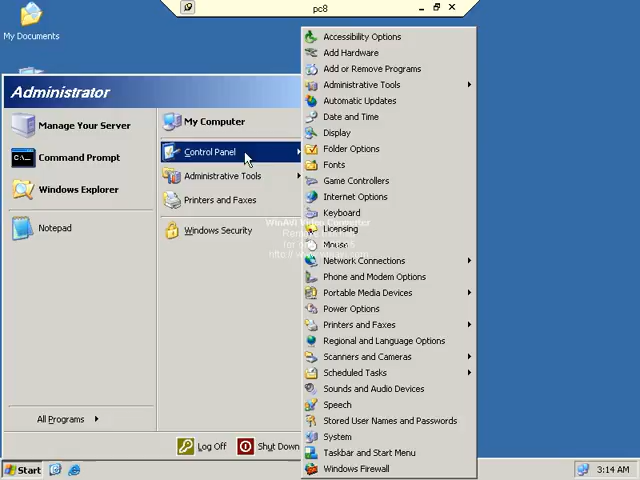 pc8
My Documents
Administrator
Manage Your Server
Command Prompt
Windows Explorer
Notepad
All Programs
My Computer
Control Panel
Administrative Tools
Printers and Faxes
Windows Security
Log Off
Shut Down
Accessibility Options
Add Hardware
Add or Remove Programs
Administrative Tools
Automatic Updates
Date and Time
Display
Folder Options
Fonts
Game Controllers
Internet Options
Keyboard
Licensing
Mouse
Network Connections
Phone and Modem Options
Portable Media Devices
Power Options
Printers and Faxes
Regional and Language Options
Scanners and Cameras
Scheduled Tasks
Sounds and Audio Devices
Speech
Stored User Names and Passwords
System
Taskbar and Start Menu
Windows Firewall
WinAVI Video Converter
Start
3:14 AM